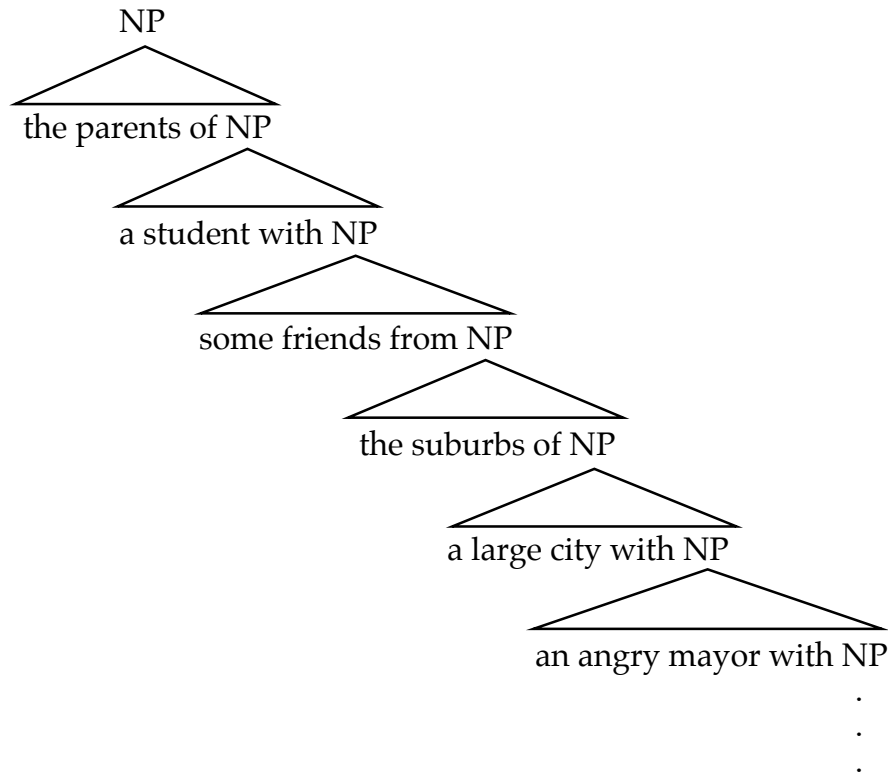 NP
the parents of NP
a student with NP
some friends from NP
the suburbs of NP
a large city with NP
an angry mayor with NP
.
.
.